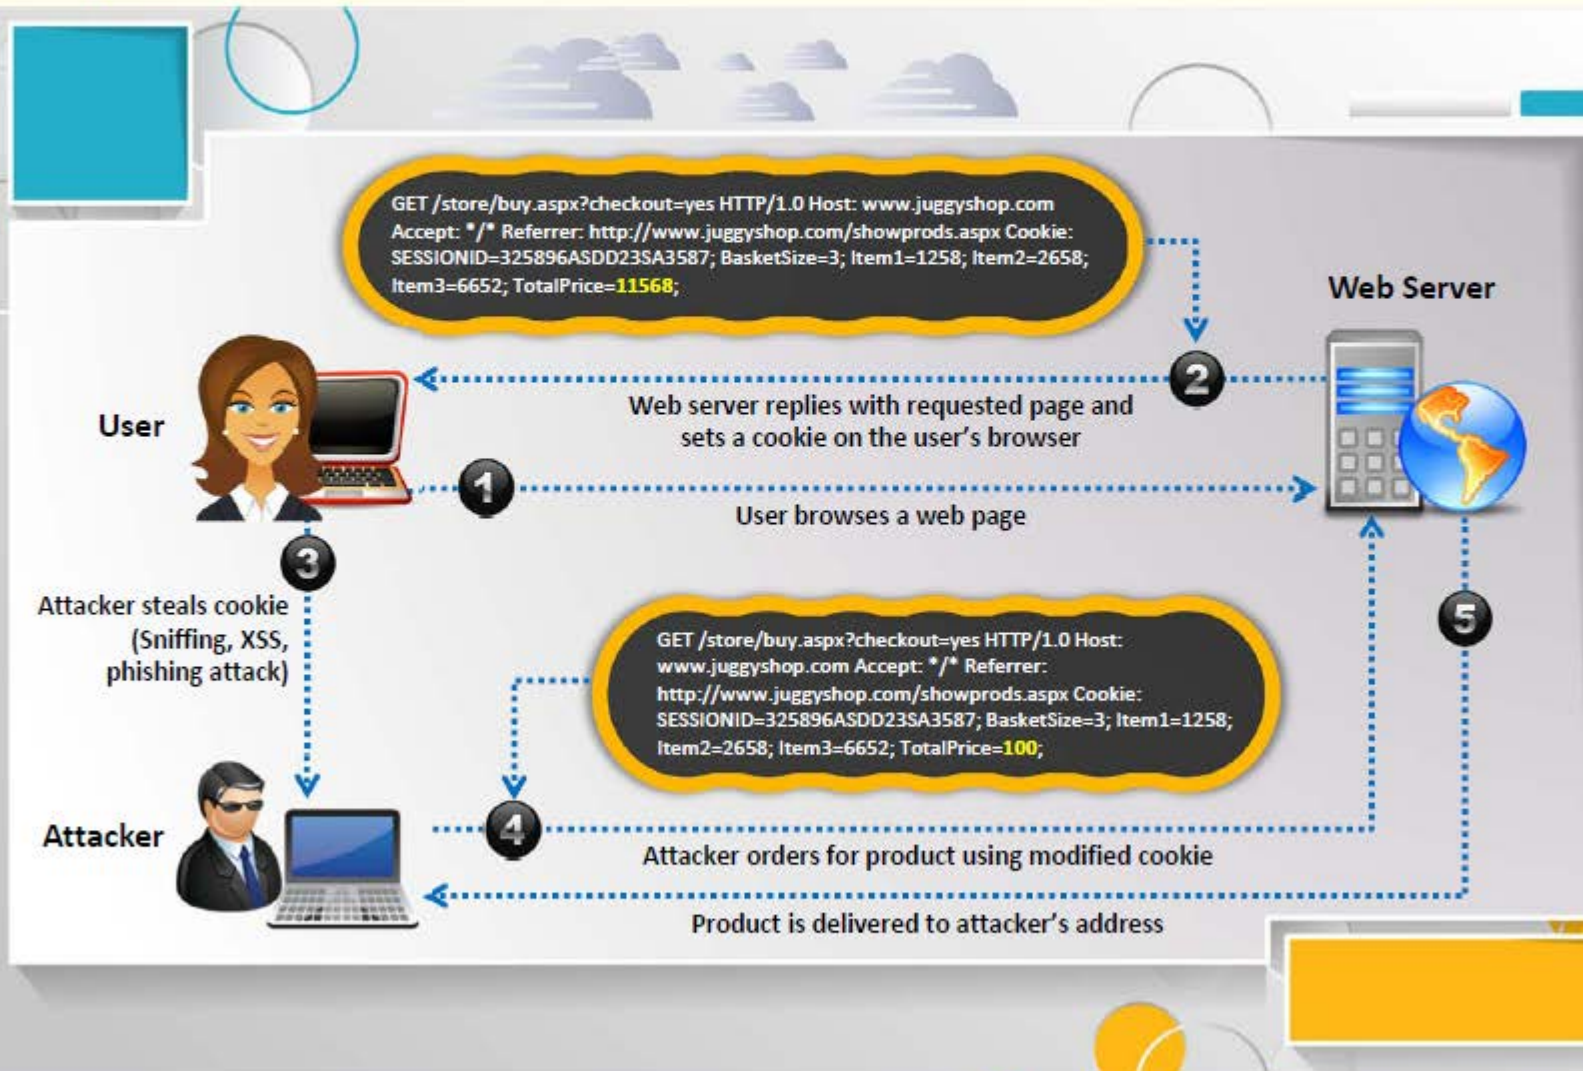 GET /store/buy.aspx?checkout=yes HTTP/1.0 Host: www.juggyshop.com
Accept: */* Referrer: http://www.juggyshop.com/showprods.aspx Cookie:
SESSIONID=325896ASDD23SA3587; BasketSize=3; Item1=1258; Item2=2658;
Item3=6652; TotalPrice=11568;
Web Server
2
Web server replies with requested page and
sets a cookie on the user's browser
User
1
User browses a web page
3
Attacker steals cookie
(Sniffing, XSS,
phishing attack)
GET /store/buy.aspx?checkout=yes HTTP/1.0 Host:
www.juggyshop.com Accept: */* Referrer:
http://www.juggyshop.com/showprods.aspx Cookie:
SESSIONID=325896ASDD23SA3587; BasketSize=3; Item1=1258;
Item2=2658; Item3=6652; TotalPrice=100;
5
Attacker
4
Attacker orders for product using modified cookie
Product is delivered to attacker's address